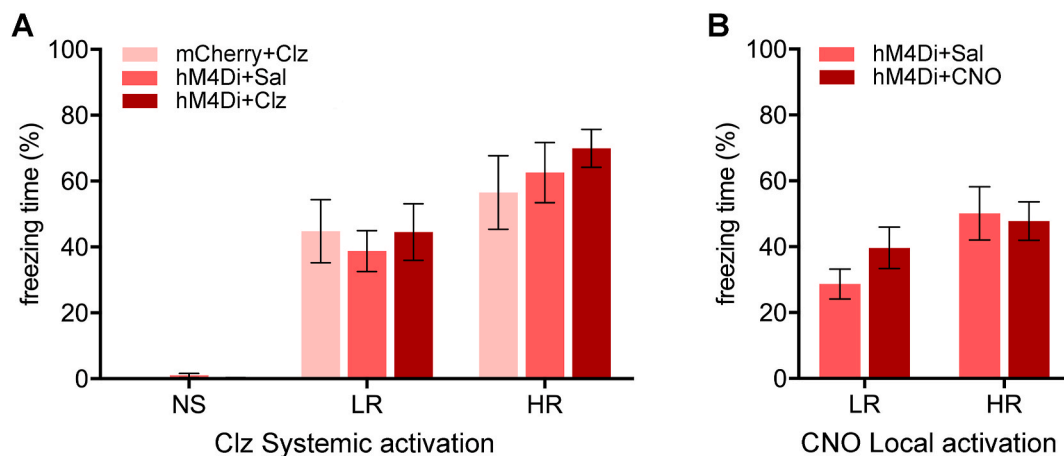 A
100
80
60
40
20
0
freezing time (%)
mCherry+Clz
hM4Di+Sal
hM4Di+Clz
NS LR HR
Clz Systemic activation
B
100
80
60
40
20
0
freezing time (%)
hM4Di+Sal
hM4Di+CNO
LR HR
CNO Local activation